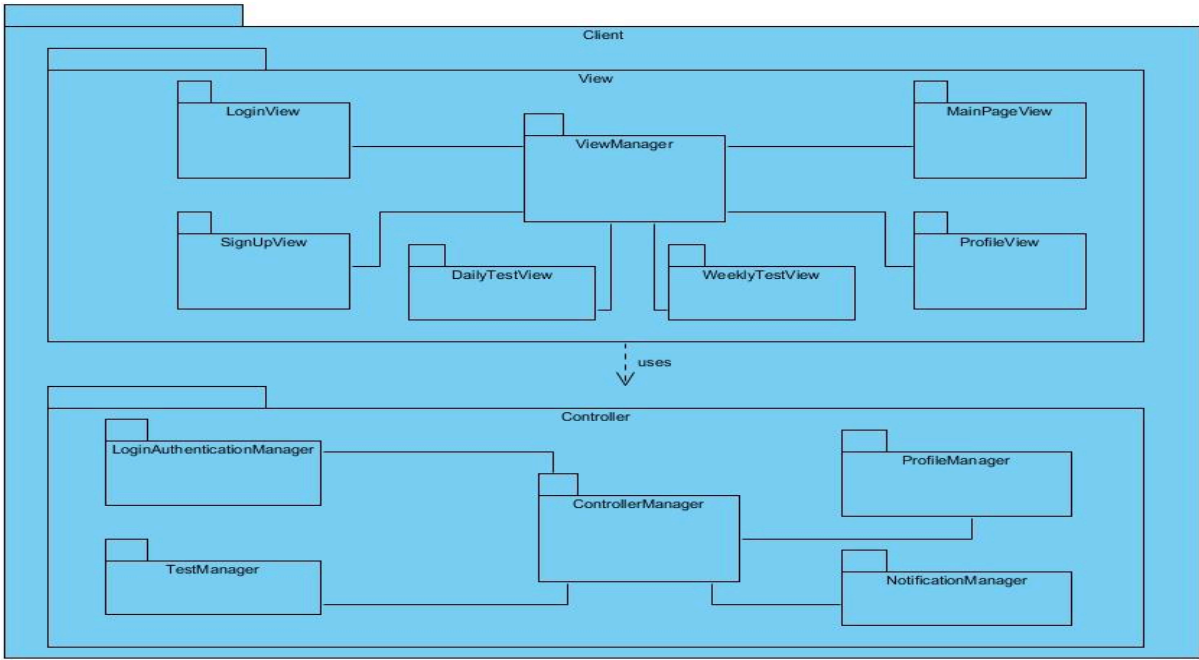 Client
View
LoginView
ViewManager
MainPageView
SignUpView
DailyTestView
WeeklyTestView
ProfileView
uses
Controller
LoginAuthenticationManager
ControllerManager
ProfileManager
TestManager
NotificationManager